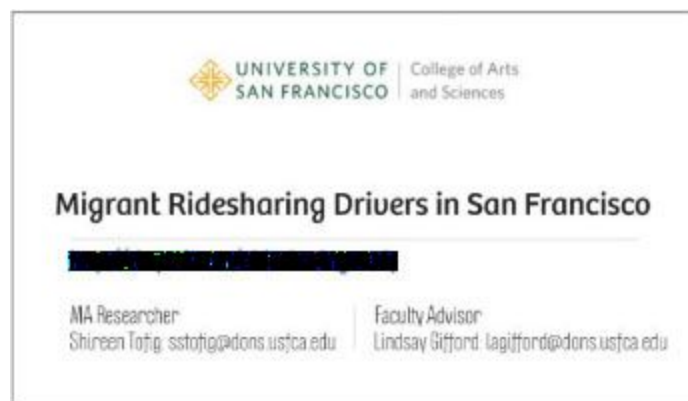 UNIVERSITY OF
SAN FRANCISCO
College of Arts
and Sciences
Migrant Ridesharing Drivers in San Francisco
MA Researcher
Shireen Tofig: sstofig@dons.usfca.edu
Faculty Advisor
Lindsay Gifford: lagifford@dons.usfca.edu